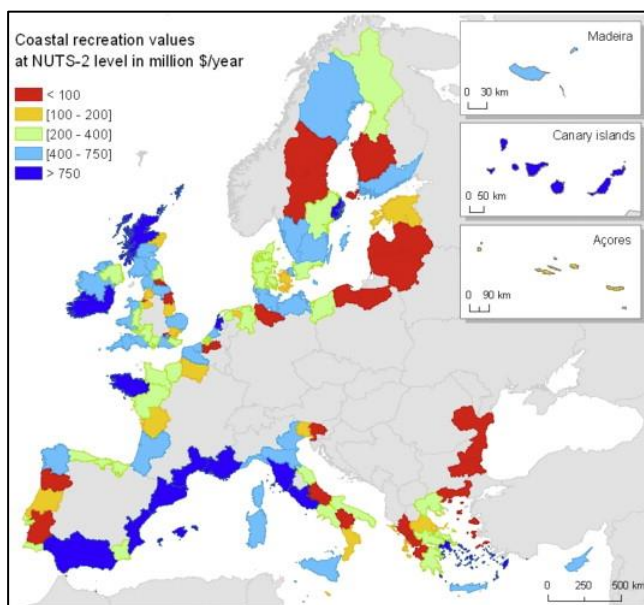 Coastal recreation values
at NUTS-2 level in million $/year
< 100
[100 - 200]
[200 - 400]
[400 - 750]
> 750
Madeira
0 30 km
Canary islands
0 50 km
Açores
0 90 km
0 250 500 km